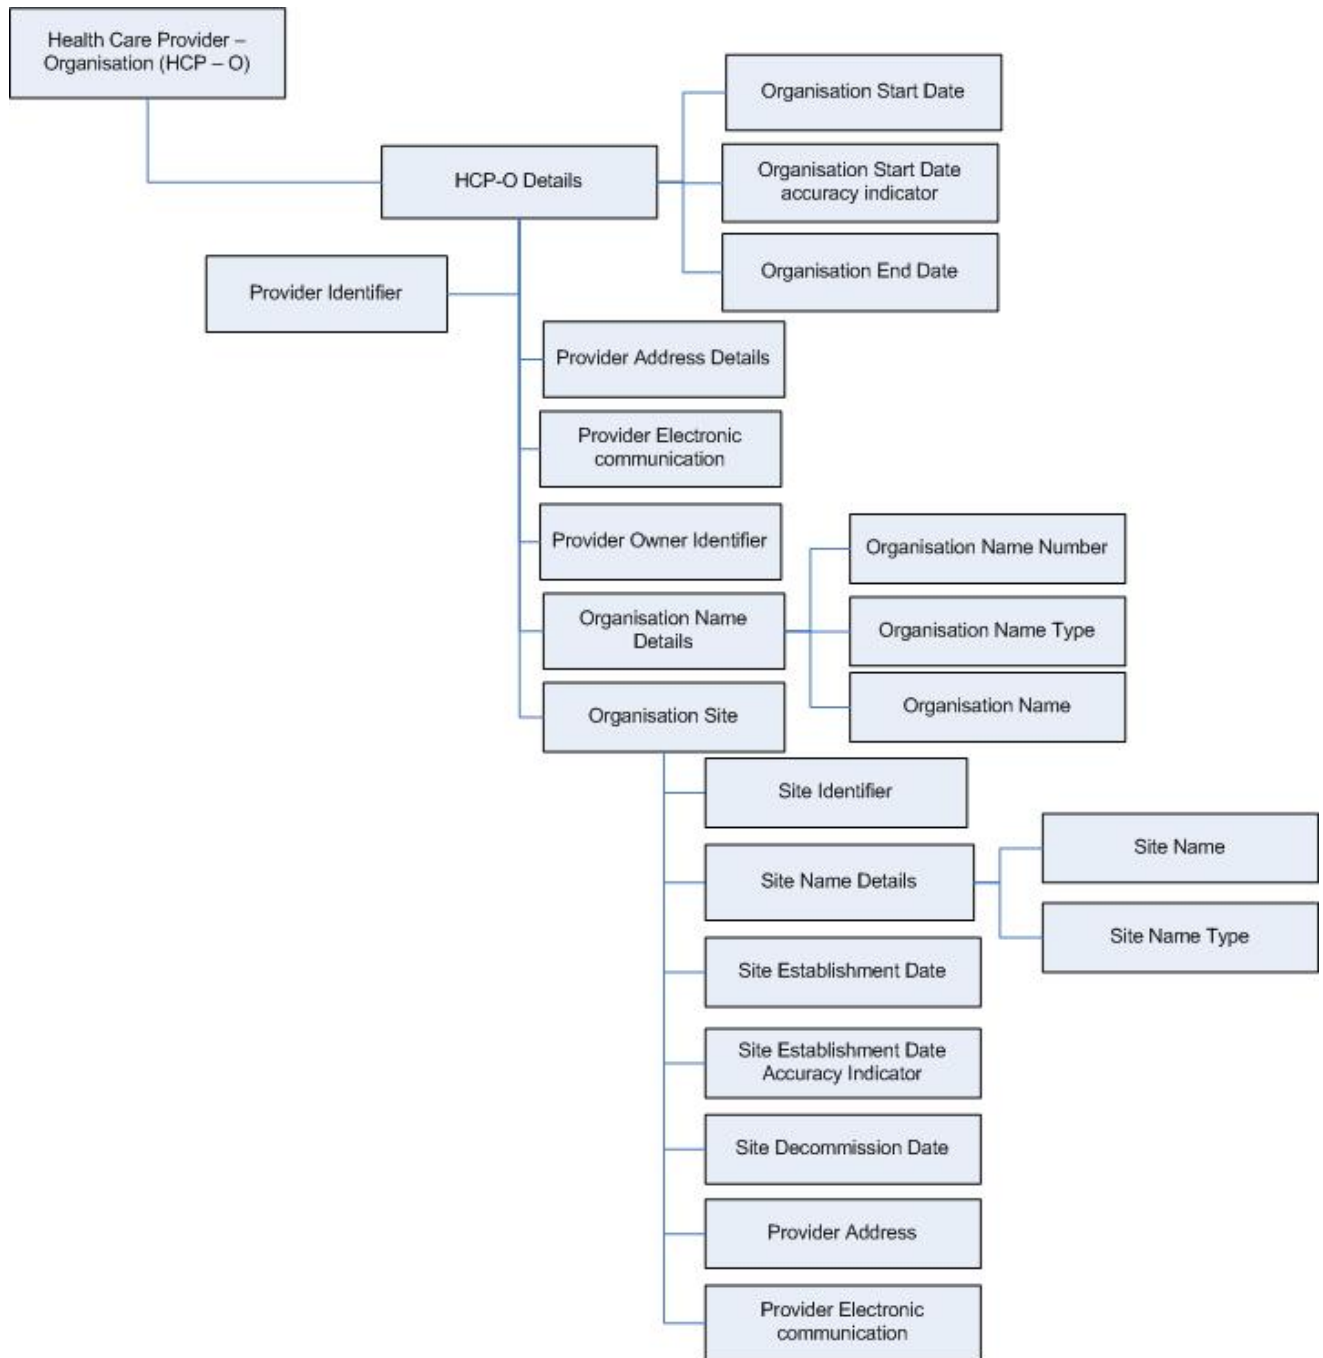 Health Care Provider –
Organisation (HCP – O)
Organisation Start Date
HCP-O Details
Organisation Start Date
accuracy indicator
Organisation End Date
Provider Identifier
Provider Address Details
Provider Electronic
communication
Provider Owner Identifier
Organisation Name Number
Organisation Name
Details
Organisation Name Type
Organisation Name
Organisation Site
Site Identifier
Site Name Details
Site Name
Site Name Type
Site Establishment Date
Site Establishment Date
Accuracy Indicator
Site Decommission Date
Provider Address
Provider Electronic
communication